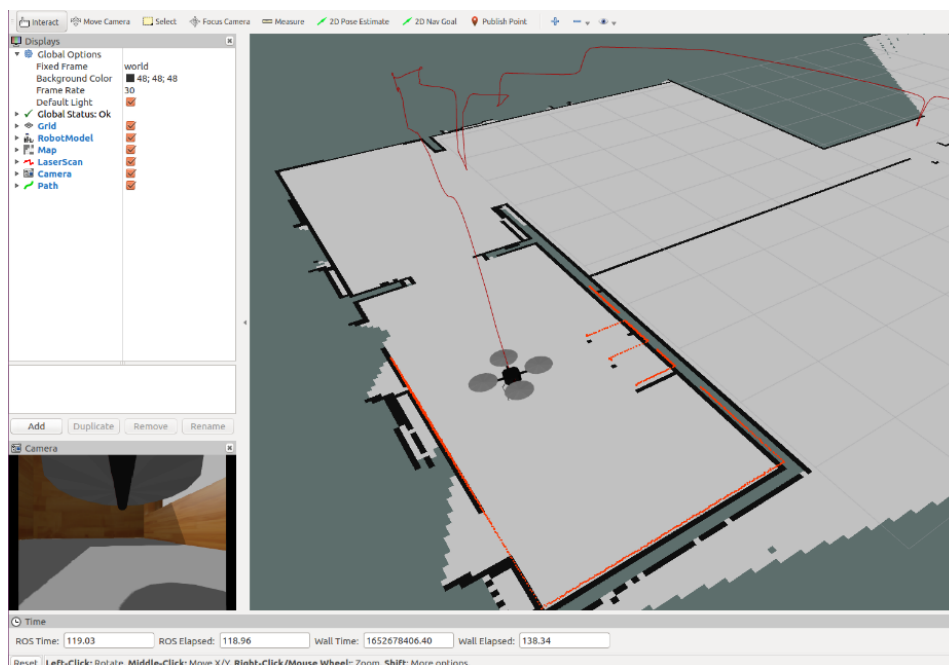 Interact Move Camera Select Focus Camera Measure 2D Pose Estimate 2D Nav Goal Publish Point
Displays
Global Options
Fixed Frame world
Background Color 48; 48; 48
Frame Rate 30
Default Light
Global Status: Ok
Grid
RobotModel
Map
LaserScan
Camera
Path
Add Duplicate Remove Rename
Camera
Time
ROS Time: 119.03 ROS Elapsed: 118.96 Wall Time: 1652678406.40 Wall Elapsed: 138.34
Reset Left-Click: Rotate. Middle-Click: Move X/Y. Right-Click/Mouse Wheel:: Zoom. Shift: More options.